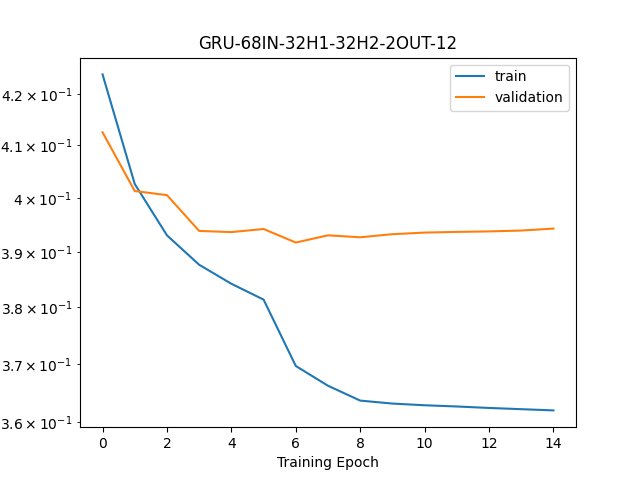 GRU-68IN-32H1-32H2-2OUT-12
train
validation
4.2 × 10⁻¹
4.1 × 10⁻¹
4 × 10⁻¹
3.9 × 10⁻¹
3.8 × 10⁻¹
3.7 × 10⁻¹
3.6 × 10⁻¹
0 2 4 6 8 10 12 14
Training Epoch